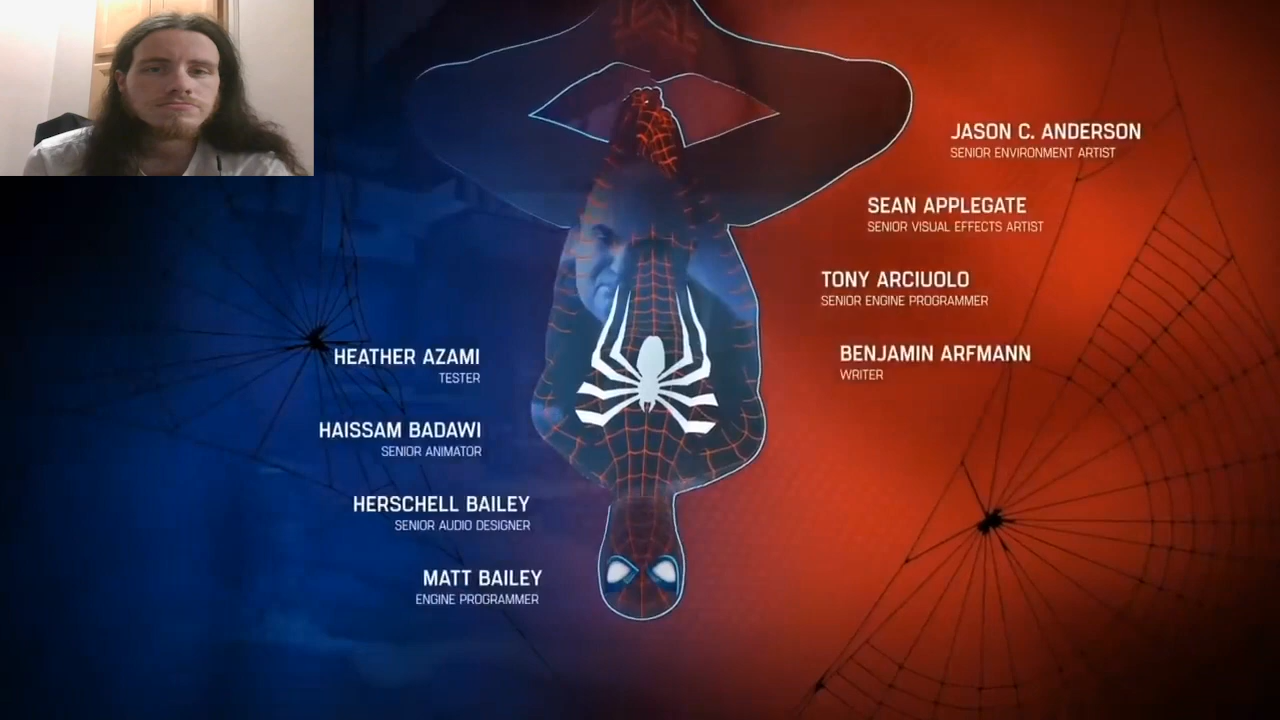 JASON C. ANDERSON
SENIOR ENVIRONMENT ARTIST
SEAN APPLEGATE
SENIOR VISUAL EFFECTS ARTIST
TONY ARCIUOLO
SENIOR ENGINE PROGRAMMER
BENJAMIN ARFMANN
WRITER
HEATHER AZAMI
TESTER
HAISSAM BADAWI
SENIOR ANIMATOR
HERSCHELL BAILEY
SENIOR AUDIO DESIGNER
MATT BAILEY
ENGINE PROGRAMMER